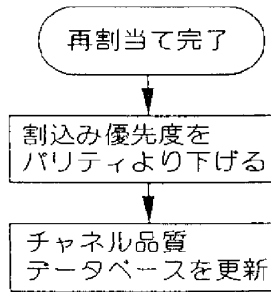 再割当て完了
割込み優先度を
パリティより下げる
チャネル品質
データベースを更新